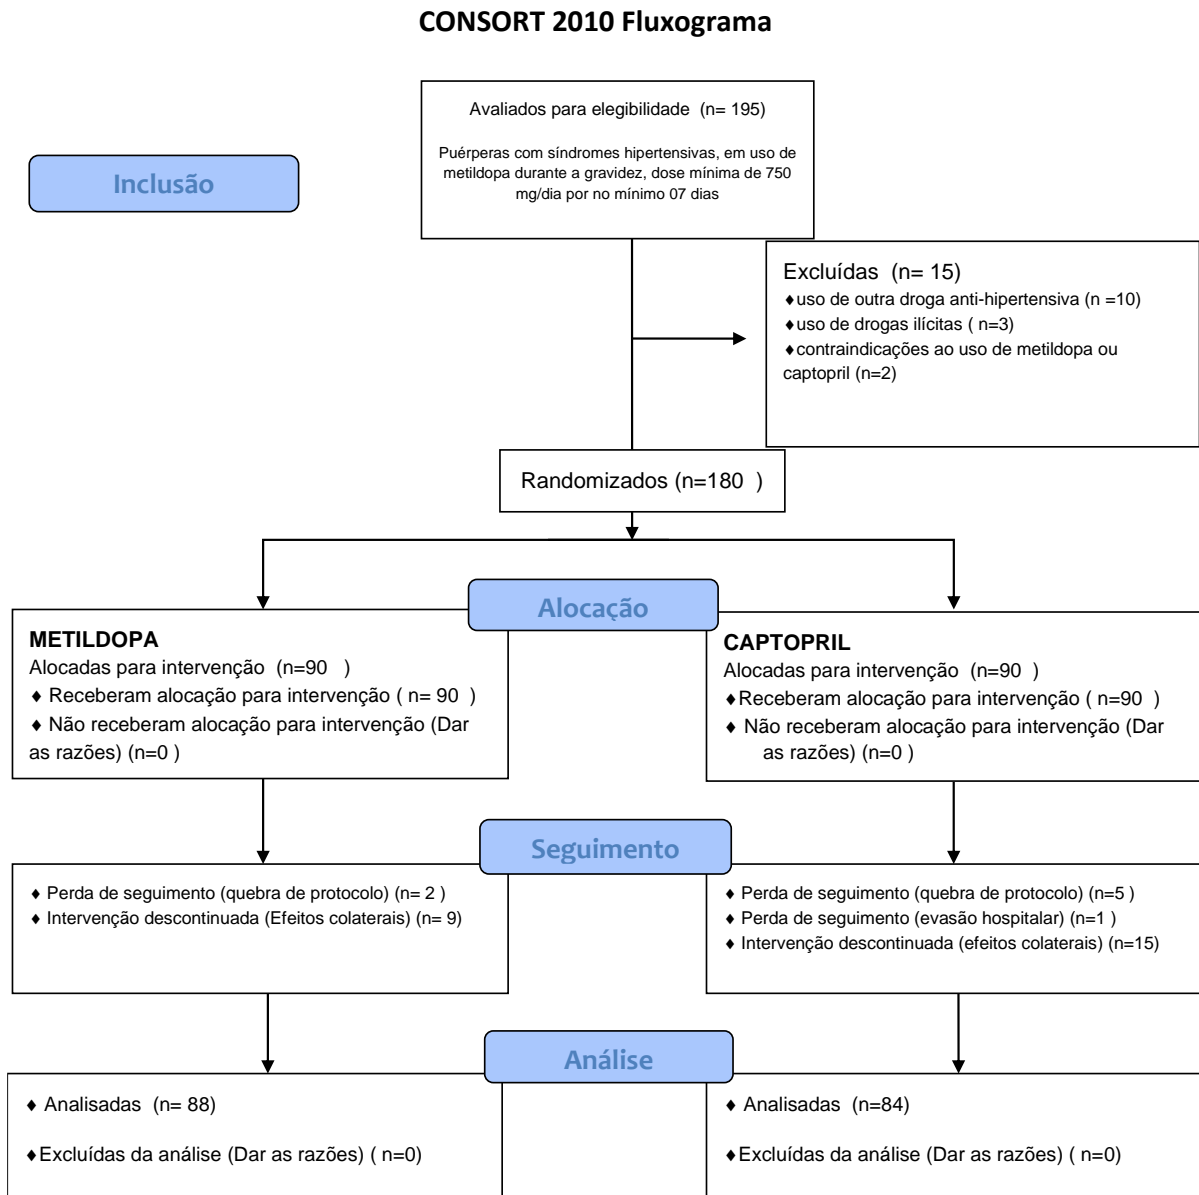 CONSORT 2010 Fluxograma
Avaliados para elegibilidade (n= 195)
Puérperas com síndromes hipertensivas, em uso de
metildopa durante a gravidez, dose mínima de 750
mg/dia por no mínimo 07 dias
Inclusão
Excluídas (n= 15)
♦uso de outra droga anti-hipertensiva (n =10)
♦uso de drogas ilícitas ( n=3)
♦contraindicações ao uso de metildopa ou
captopril (n=2)
Randomizados (n=180 )
Alocação
METILDOPA
Alocadas para intervenção (n=90 )
♦ Receberam alocação para intervenção ( n= 90 )
♦ Não receberam alocação para intervenção (Dar
as razões) (n=0 )
CAPTOPRIL
Alocadas para intervenção (n=90 )
♦Receberam alocação para intervenção ( n=90 )
♦ Não receberam alocação para intervenção (Dar
as razões) (n=0 )
Seguimento
♦ Perda de seguimento (quebra de protocolo) (n= 2 )
♦ Intervenção descontinuada (Efeitos colaterais) (n= 9)
♦ Perda de seguimento (quebra de protocolo) (n=5 )
♦ Perda de seguimento (evasão hospitalar) (n=1 )
♦ Intervenção descontinuada (efeitos colaterais) (n=15)
Análise
♦ Analisadas (n= 88)
♦Excluídas da análise (Dar as razões) ( n=0)
♦ Analisadas (n=84)
♦Excluídas da análise (Dar as razões) ( n=0)